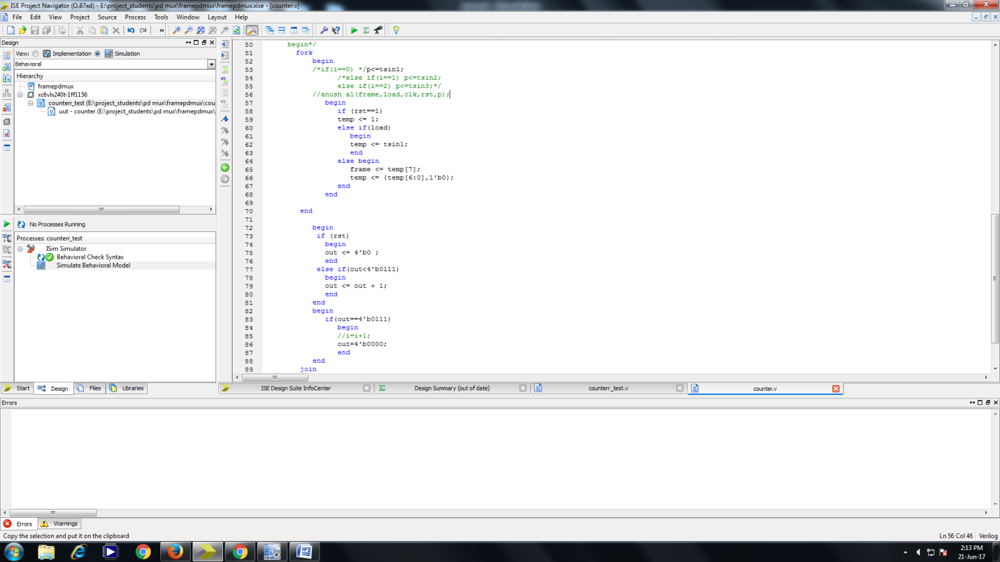 ISE Project Navigator (O.87xd) - E:\project_students\pd mux\framepdmux\framepdmux.xise - [counter.v]
File Edit View Project Source Process Tools Window Layout Help
Design
View: Implementation Simulation
Behavioral
Hierarchy
framepdmux
xc6vlx240t-1ff1156
counterr_test (E:\project_students\pd mux\framepdmux\cou
uut - counter (E:\project_students\pd mux\framepdmux\
No Processes Running
Processes: counterr_test
ISim Simulator
Behavioral Check Syntax
Simulate Behavioral Model
Start Design Files Libraries
50 begin*/
51 fork
52 begin
53 /*if(i==0) */p<=tsin1;
54 /*else if(i==1) p<=tsin2;
55 else if(i==2) p<=tsin3;*/
56 //anush a1(frame,load,clk,rst,p);
57 begin
58 if (rst==1)
59 temp <= 1;
60 else if(load)
61 begin
62 temp <= tsin1;
63 end
64 else begin
65 frame <= temp[7];
66 temp <= {temp[6:0],1'b0};
67 end
68 end
69
70 end
71
72 begin
73 if (rst)
74 begin
75 out <= 4'b0 ;
76 end
77 else if(out<4'b0111)
78 begin
79 out <= out + 1;
80 end
81 end
82 begin
83 if(out==4'b0111)
84 begin
85 //i=i+1;
86 out=4'b0000;
87 end
88 end
89 join
ISE Design Suite InfoCenter Design Summary (out of date) counterr_test.v counter.v
Errors
Errors Warnings
Copy the selection and put it on the clipboard
Ln 56 Col 46 Verilog
2:13 PM
21-Jun-17